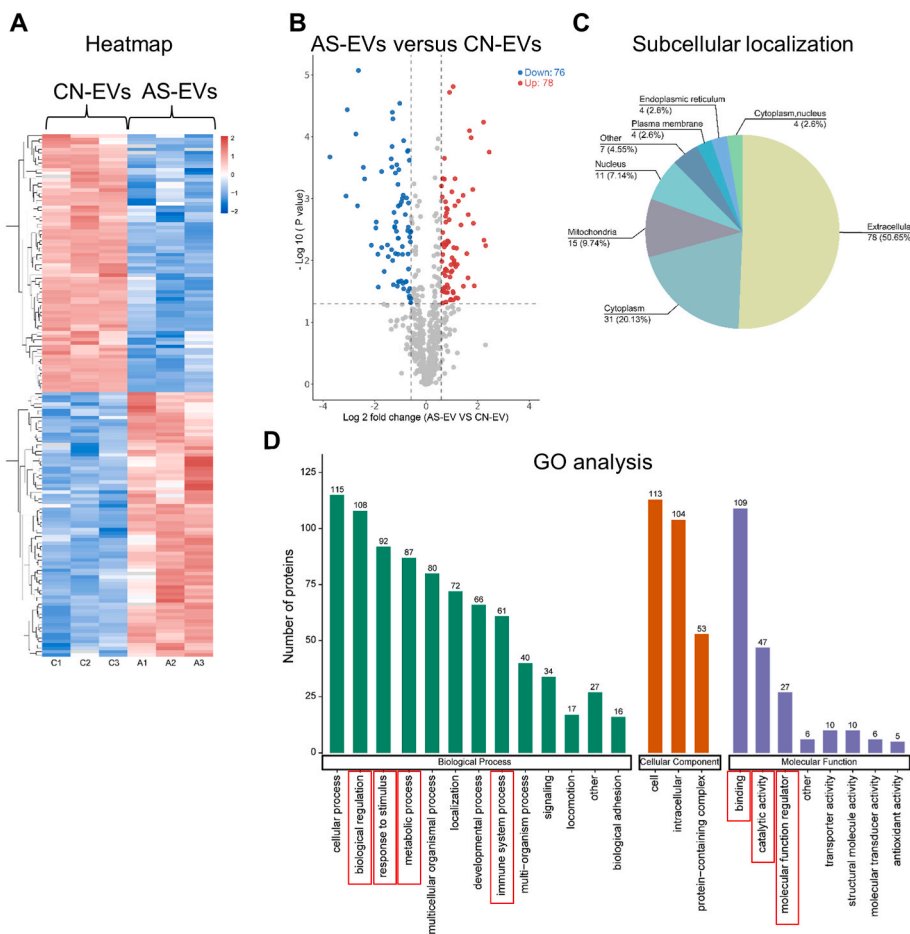 A
Heatmap
CN-EVs AS-EVs
2
1
0
−1
−2
C1 C2 C3 A1 A2 A3
B
AS-EVs versus CN-EVs
Down: 76
Up: 78
- Log 10 ( P value)
5
4
3
2
1
0
-4 -2 0 2 4
Log 2 fold change (AS-EV VS CN-EV)
C
Subcellular localization
Endoplasmic reticulum
4 (2.6%)
Cytoplasm,nucleus
4 (2.6%)
Plasma membrane
4 (2.6%)
Other
7 (4.55%)
Nucleus
11 (7.14%)
Mitochondria
15 (9.74%)
Cytoplasm
31 (20.13%)
Extracellula
78 (50.65%
D
GO analysis
Number of proteins
125
100
75
50
25
0
115
108
92
87
80
72
66
61
40
34
17
27
16
113
104
53
109
47
27
6
10
10
6
5
Biological Process
Cellular Component
Molecular Function
cellular process
biological regulation
response to stimulus
metabolic process
multicellular organismal process
localization
developmental process
immune system process
multi−organism process
signaling
locomotion
other
biological adhesion
cell
intracellular
protein−containing complex
binding
catalytic activity
molecular function regulator
other
transporter activity
structural molecule activity
molecular transducer activity
antioxidant activity